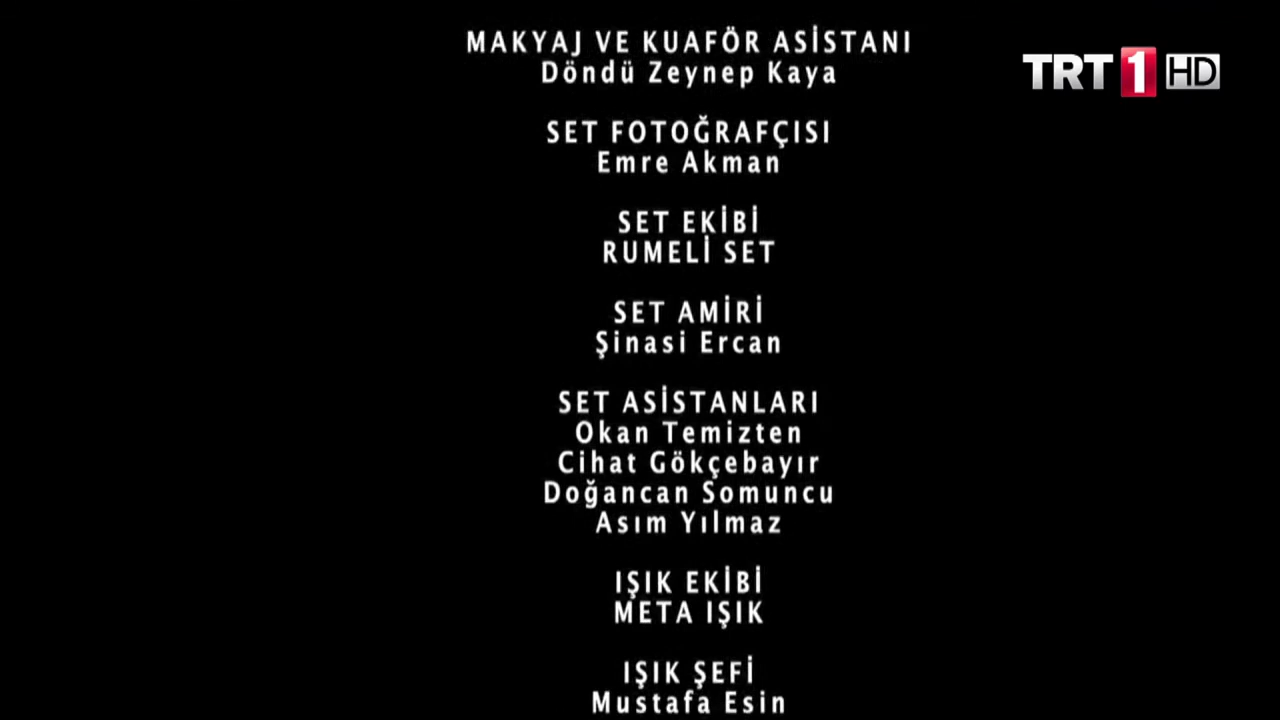 MAKYAJ VE KUAFÖR ASİSTANI
Döndü Zeynep Kaya
TRT 1 HD
SET FOTOĞRAFÇISI
Emre Akman
SET EKİBİ
RUMELİ SET
SET AMİRİ
Şinasi Ercan
SET ASİSTANLARI
Okan Temizten
Cihat Gökçebayır
Doğancan Somuncu
Asım Yılmaz
IŞIK EKİBİ
META IŞIK
IŞIK ŞEFİ
Mustafa Esin